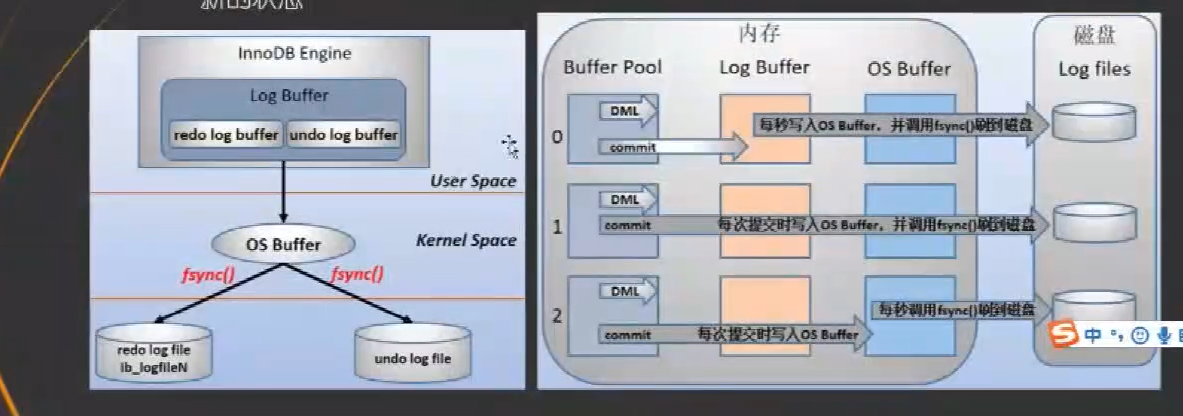 新的状态
InnoDB Engine
Log Buffer
redo log buffer
undo log buffer
User Space
OS Buffer
Kernel Space
fsync()
fsync()
redo log file
ib_logfileN
undo log file
内存
磁盘
Buffer Pool
Log Buffer
OS Buffer
Log files
0
DML
每秒写入OS Buffer，并调用fsync()刷到磁盘
commit
1
DML
commit
每次提交时写入OS Buffer，并调用fsync()刷到磁盘
2
DML
每秒调用fsync()刷到磁盘
commit
每次提交时写入OS Buffer
S
中